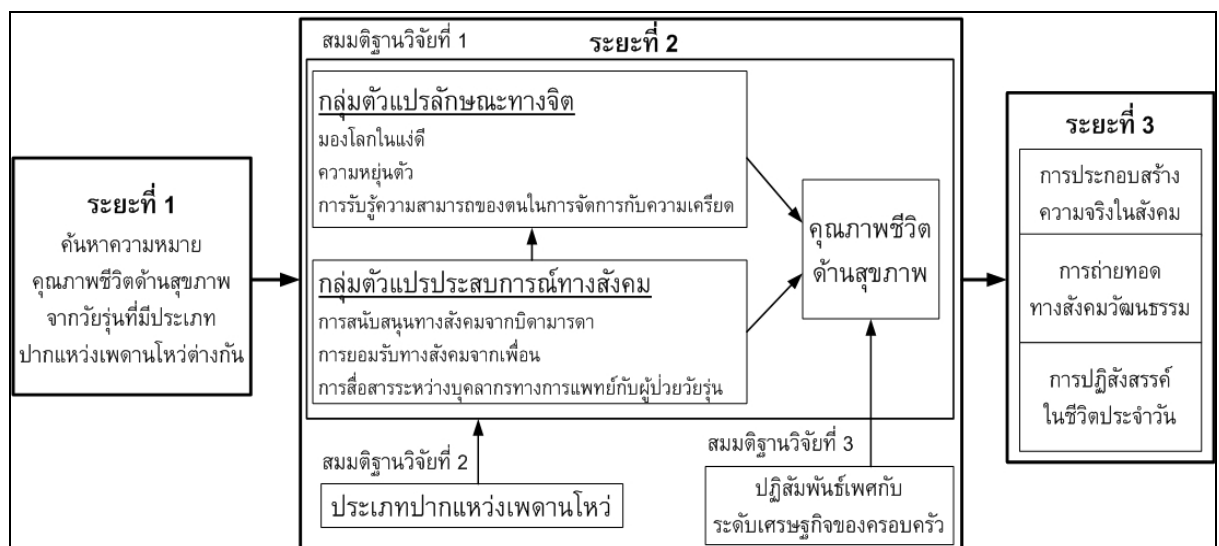 ระยะที่ 1
ค้นหาความหมาย
คุณภาพชีวิตด้านสุขภาพ
จากวัยรุ่นที่มีประเภท
ปากแหว่งเพดานโหว่ต่างกัน
สมมติฐานวิจัยที่ 1
ระยะที่ 2
กลุ่มตัวแปรลักษณะทางจิต
มองโลกในแง่ดี
ความหยุ่นตัว
การรับรู้ความสามารถของตนในการจัดการกับความเครียด
กลุ่มตัวแปรประสบการณ์ทางสังคม
การสนับสนุนทางสังคมจากบิดามารดา
การยอมรับทางสังคมจากเพื่อน
การสื่อสารระหว่างบุคลากรทางการแพทย์กับผู้ป่วยวัยรุ่น
คุณภาพชีวิต
ด้านสุขภาพ
สมมติฐานวิจัยที่ 2
ประเภทปากแหว่งเพดานโหว่
สมมติฐานวิจัยที่ 3
ปฏิสัมพันธ์เพศกับ
ระดับเศรษฐกิจของครอบครัว
ระยะที่ 3
การประกอบสร้าง
ความจริงในสังคม
การถ่ายทอด
ทางสังคมวัฒนธรรม
การปฏิสังสรรค์
ในชีวิตประจำวัน